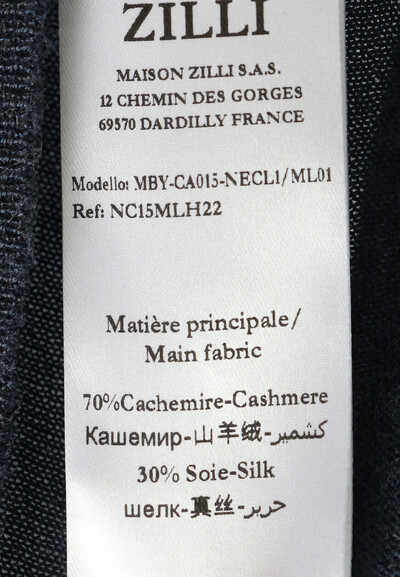 ZILLI
MAISON ZILLI S.A.S.
12 CHEMIN DES GORGES
69570 DARDILLY FRANCE
Modello: MBY-CA015-NECL1/ML01
Ref: NC15MLH22
Matière principale/
Main fabric
70%Cachemire-Cashmere
Кашемир-山羊绒-كشمير
30% Soie-Silk
шелк-真丝-حرير